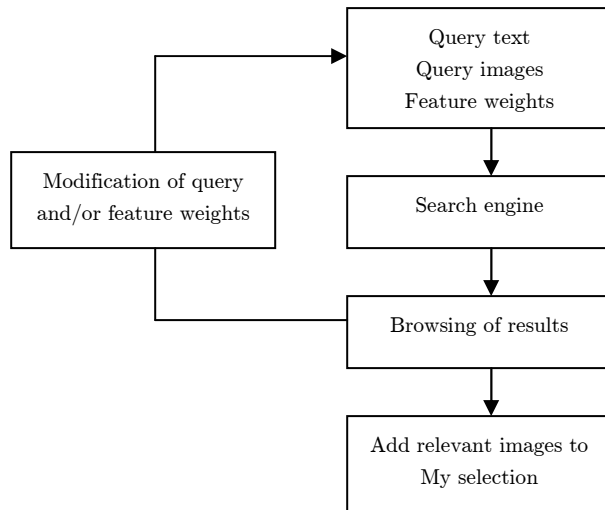 Query text
Query images
Feature weights
Modification of query
and/or feature weights
Search engine
Browsing of results
Add relevant images to
My selection